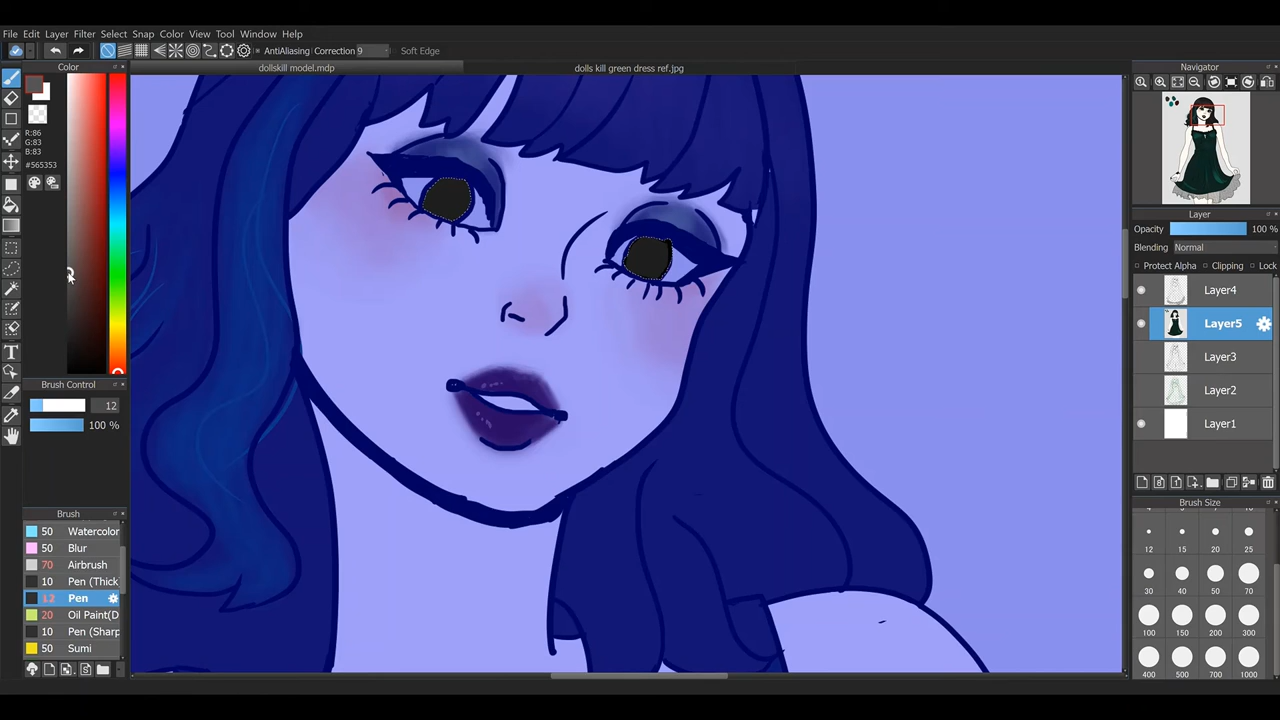 File Edit Layer Filter Select Snap Color View Tool Window Help
AntiAliasing Correction 9 Soft Edge
Color dollskill model.mdp dolls kill green dress ref.jpg Navigator
R:86
G:83
B:83
#565353
Layer
Opacity 100 %
Blending Normal
Protect Alpha Clipping Lock
Layer4
Layer5
Layer3
Layer2
Layer1
Brush Control
12
100 %
Brush
50 Watercolor
50 Blur
70 Airbrush
10 Pen (Thick
12 Pen
20 Oil Paint(D
10 Pen (Sharp
50 Sumi
Brush Size
12 15 20 25
30 40 50 70
100 150 200 300
400 500 700 1000